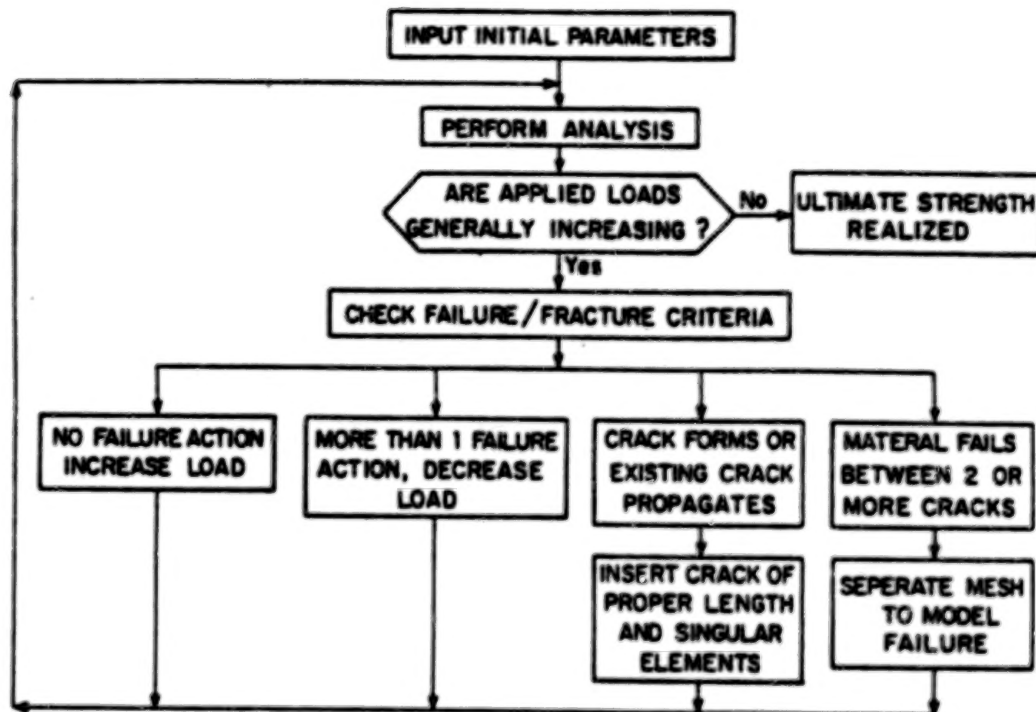 INPUT INITIAL PARAMETERS
PERFORM ANALYSIS
ARE APPLIED LOADS
GENERALLY INCREASING ?
No
ULTIMATE STRENGTH
REALIZED
Yes
CHECK FAILURE/FRACTURE CRITERIA
NO FAILURE ACTION
INCREASE LOAD
MORE THAN 1 FAILURE
ACTION, DECREASE
LOAD
CRACK FORMS OR
EXISTING CRACK
PROPAGATES
MATERAL FAILS
BETWEEN 2 OR
MORE CRACKS
INSERT CRACK OF
PROPER LENGTH
AND SINGULAR
ELEMENTS
SEPERATE MESH
TO MODEL
FAILURE